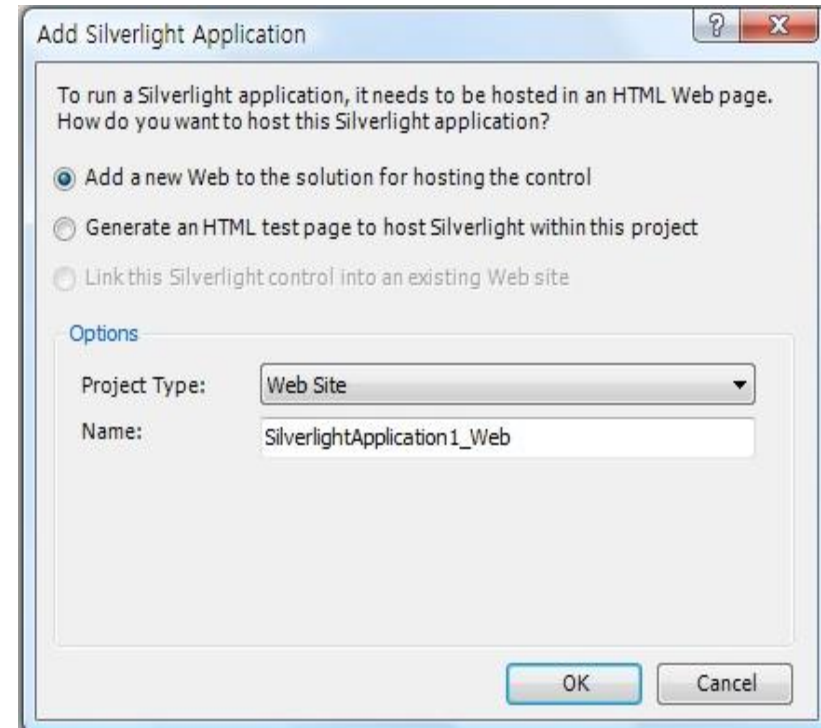 Add Silverlight Application
To run a Silverlight application, it needs to be hosted in an HTML Web page.
How do you want to host this Silverlight application?
Add a new Web to the solution for hosting the control
Generate an HTML test page to host Silverlight within this project
Link this Silverlight control into an existing Web site
Options
Project Type: Web Site
Name: SilverlightApplication1_Web
OK Cancel